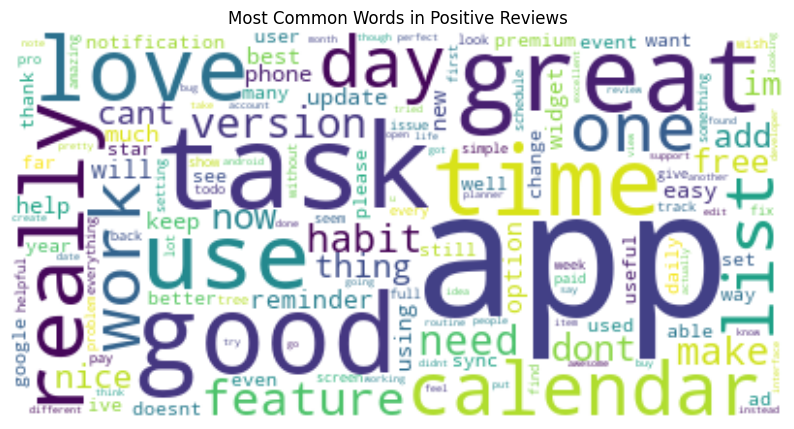 Most Common Words in Positive Reviews
note
pro
amazing
thank
love
notification
user
best
month
though
perfect
phone
many
bug
take
account
day
update
great
first
look
premium
event
want
wish
looking
excellent
review
im
cant
version
tried
new
issue
open
life
schedule
one
widget
something
add
developer
found
much
star
pretty
really
far
will
setting
see
todo
show
android
task
without
please
got
simple
time
well
change
view
support
give
another
free
easy
track
edit
fix
help
work
keep
now
seem
every
u
planner
list
year
back
lot
done
habit
use
thing
still
option
week
paid
say
useful
daily
actually
set
way
know
create
date
everything
google
helpful
problem
better
tree
reminder
going
full
idea
app
good
using
routine
people
need
used
item
able
dont
make
interface
nice
pay
try
go
didnt
sync
find
awesome
buy
ad
different
think
ive
doesnt
even
feature
screen
working
feel
calendar
put
instead